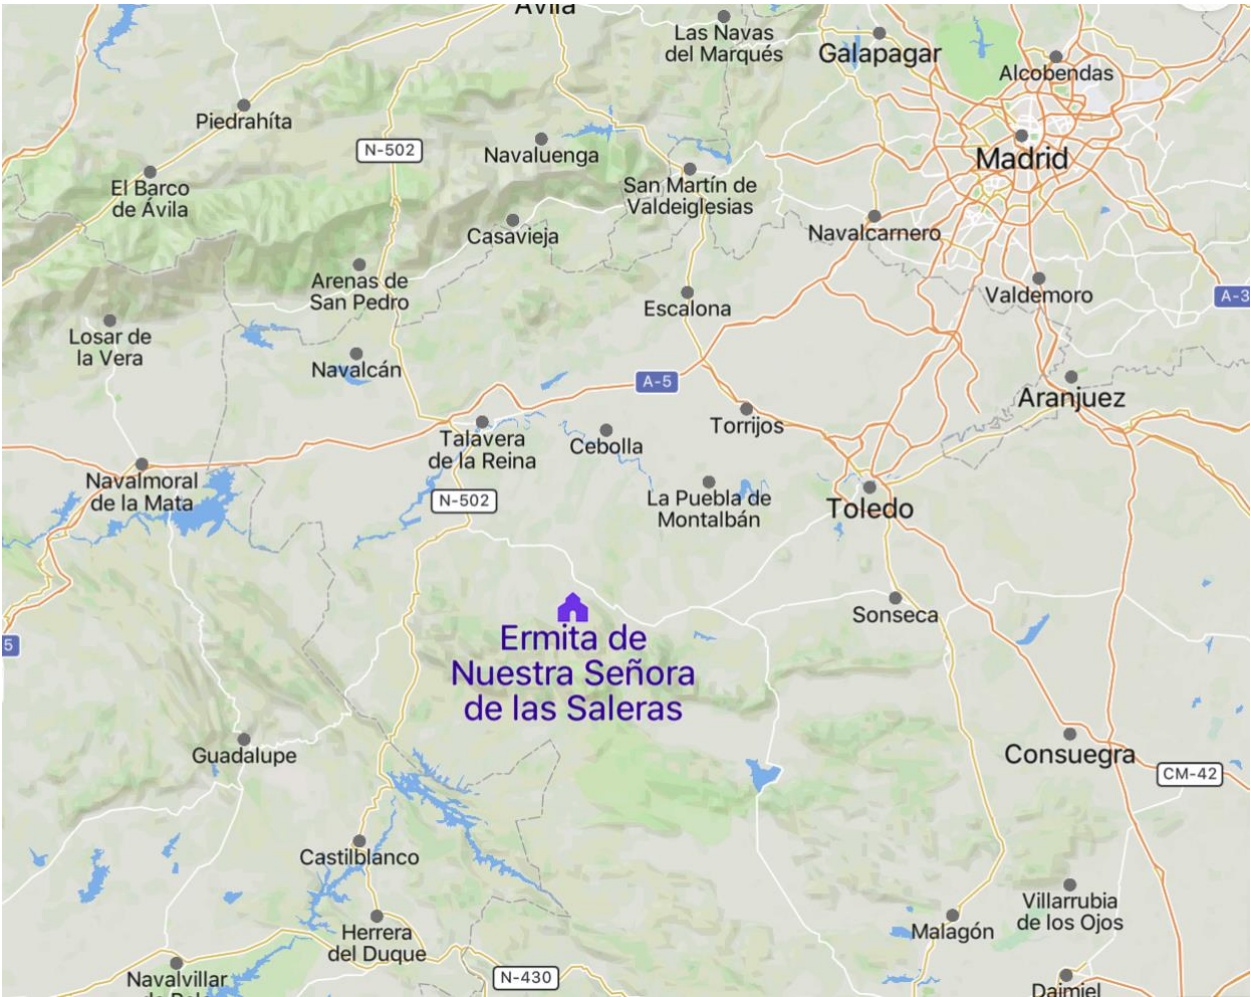 Ávila
Las Navas
del Marqués
Galapagar
Alcobendas
Piedrahíta
N-502
Navaluenga
Madrid
El Barco
de Ávila
San Martín de
Valdeiglesias
Casavieja
Navalcarnero
Arenas de
San Pedro
Escalona
Valdemoro
A-3
Losar de
la Vera
Navalcán
A-5
Aranjuez
Torrijos
Talavera
de la Reina
Cebolla
Navalmoral
de la Mata
N-502
La Puebla de
Montalbán
Toledo
Sonseca
5
Ermita de
Nuestra Señora
de las Saleras
Guadalupe
Consuegra
CM-42
Castilblanco
Villarrubia
de los Ojos
Herrera
del Duque
Malagón
Navalvillar
de Pela
N-430
Daimiel